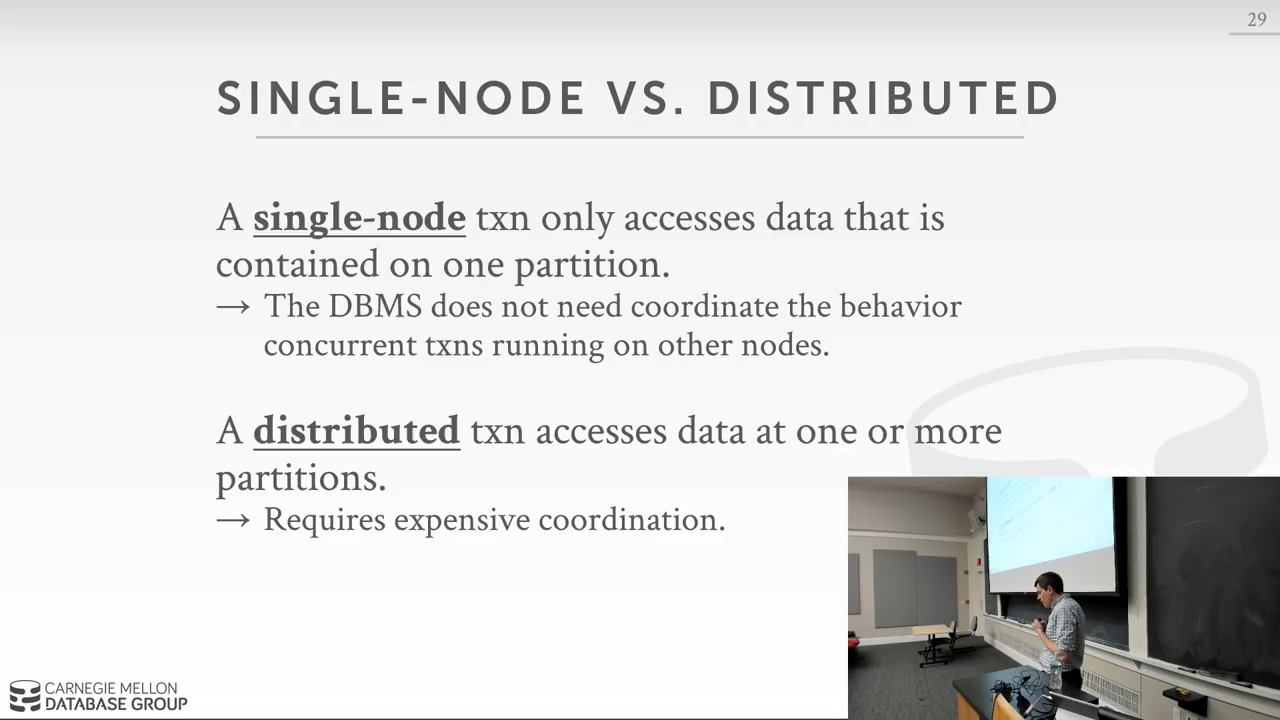 29
SINGLE-NODE VS. DISTRIBUTED
A single-node txn only accesses data that is
contained on one partition.
→ The DBMS does not need coordinate the behavior
concurrent txns running on other nodes.
A distributed txn accesses data at one or more
partitions.
→ Requires expensive coordination.
CARNEGIE MELLON
DATABASE GROUP